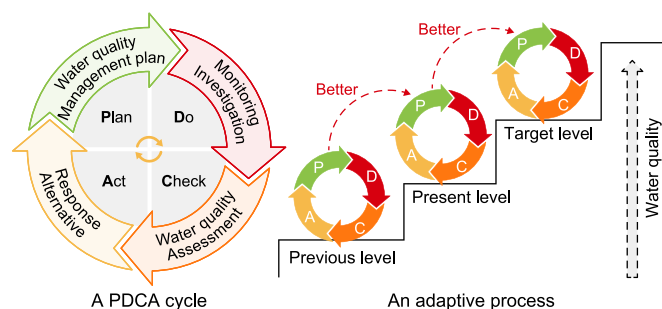 Water quality
Management plan
Monitoring
Investigation
Plan
Do
Act
Check
Response
Alternative
Water quality
Assessment
A PDCA cycle
Better
Better
P
D
A
C
P
D
A
C
P
D
A
C
Target level
Present level
Previous level
Water quality
An adaptive process